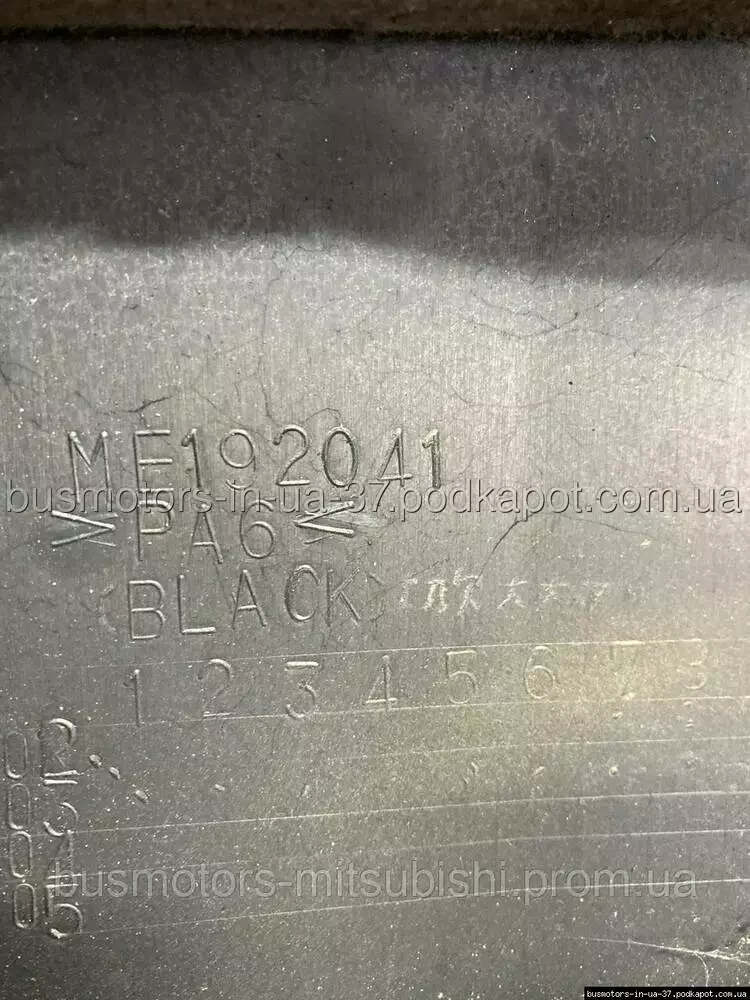 ME192041
busmotors-in-ua-37.podkapot.com.ua
>PA6<
(BLACK)
1 2 3 4 5 6 7 8
02
03
04
busmotors-mitsubishi.prom.ua
05
busmotors-in-ua-37.podkapot.com.ua